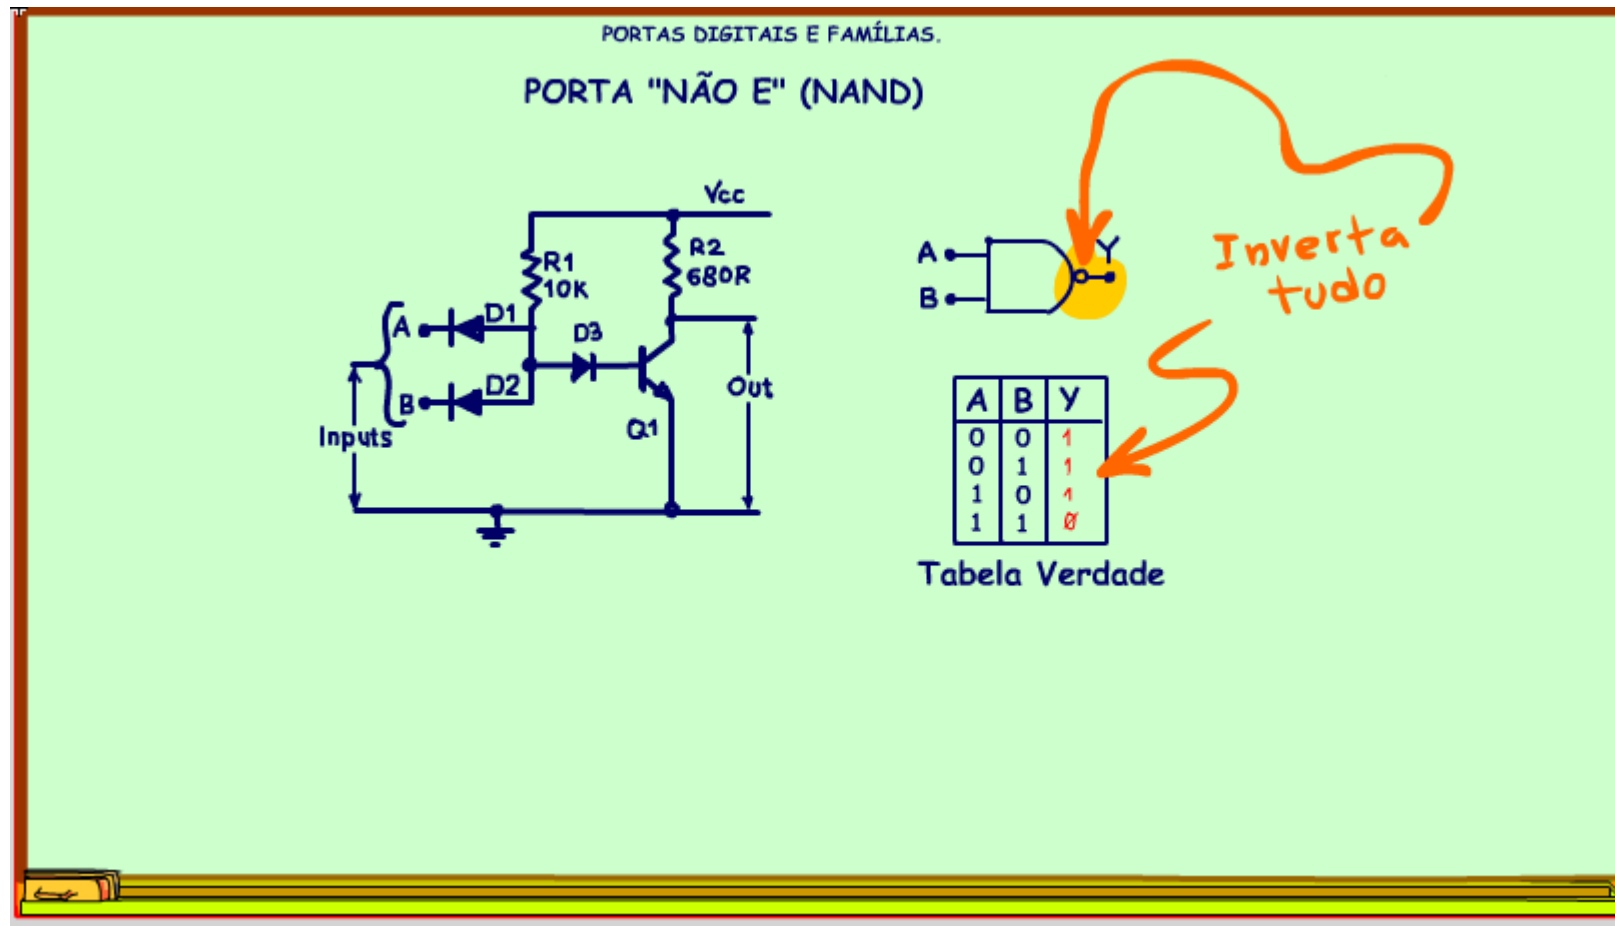 PORTAS DIGITAIS E FAMÍLIAS.
PORTA "NÃO E" (NAND)
Vcc
R1
10K
R2
680R
A
D1
D3
B
D2
Q1
Inputs
Out
A
B
Y
Inverta
tudo
A B Y
0 0 1
0 1 1
1 0 1
1 1 0
Tabela Verdade